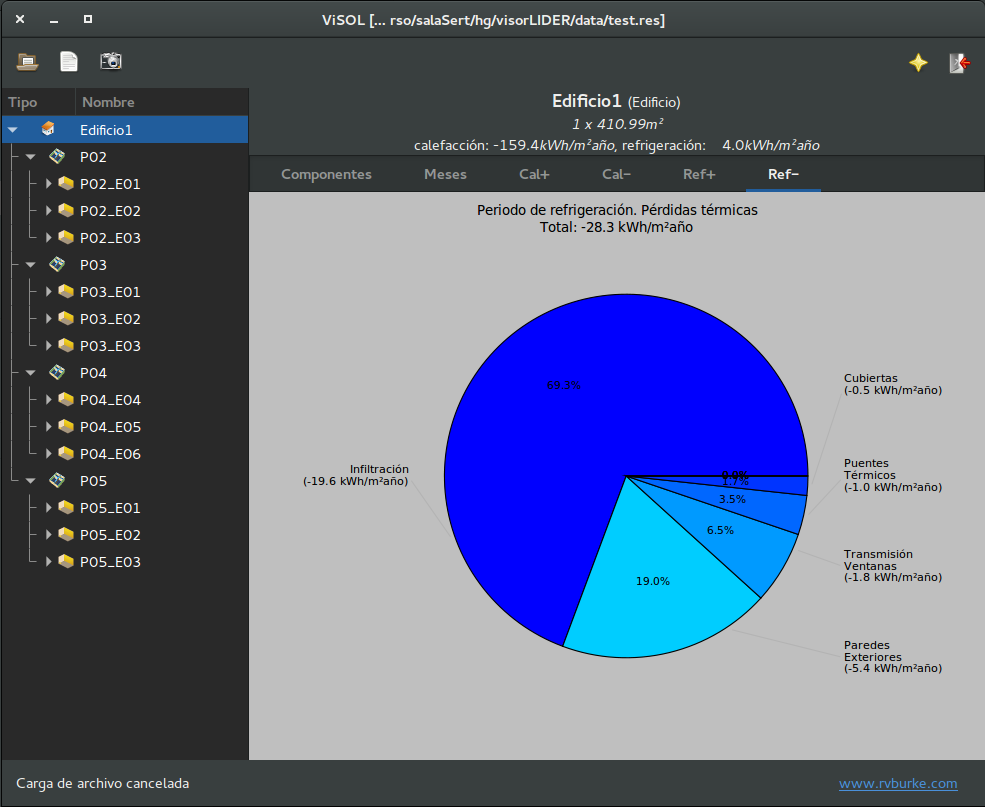 ViSOL [... rso/salaSert/hg/visorLIDER/data/test.res]
Tipo Nombre
Edificio1
P02
P02_E01
P02_E02
P02_E03
P03
P03_E01
P03_E02
P03_E03
P04
P04_E04
P04_E05
P04_E06
P05
P05_E01
P05_E02
P05_E03
Edificio1 (Edificio)
1 x 410.99m²
calefacción: -159.4kWh/m²año, refrigeración: 4.0kWh/m²año
Componentes Meses Cal+ Cal− Ref+ Ref−
Periodo de refrigeración. Pérdidas térmicas
Total: -28.3 kWh/m²año
69.3%
Infiltración
(-19.6 kWh/m²año)
Cubiertas
(-0.5 kWh/m²año)
0.0%
1.7%
Puentes
Térmicos
(-1.0 kWh/m²año)
3.5%
6.5%
Transmisión
Ventanas
(-1.8 kWh/m²año)
19.0%
Paredes
Exteriores
(-5.4 kWh/m²año)
Carga de archivo cancelada
www.rvburke.com